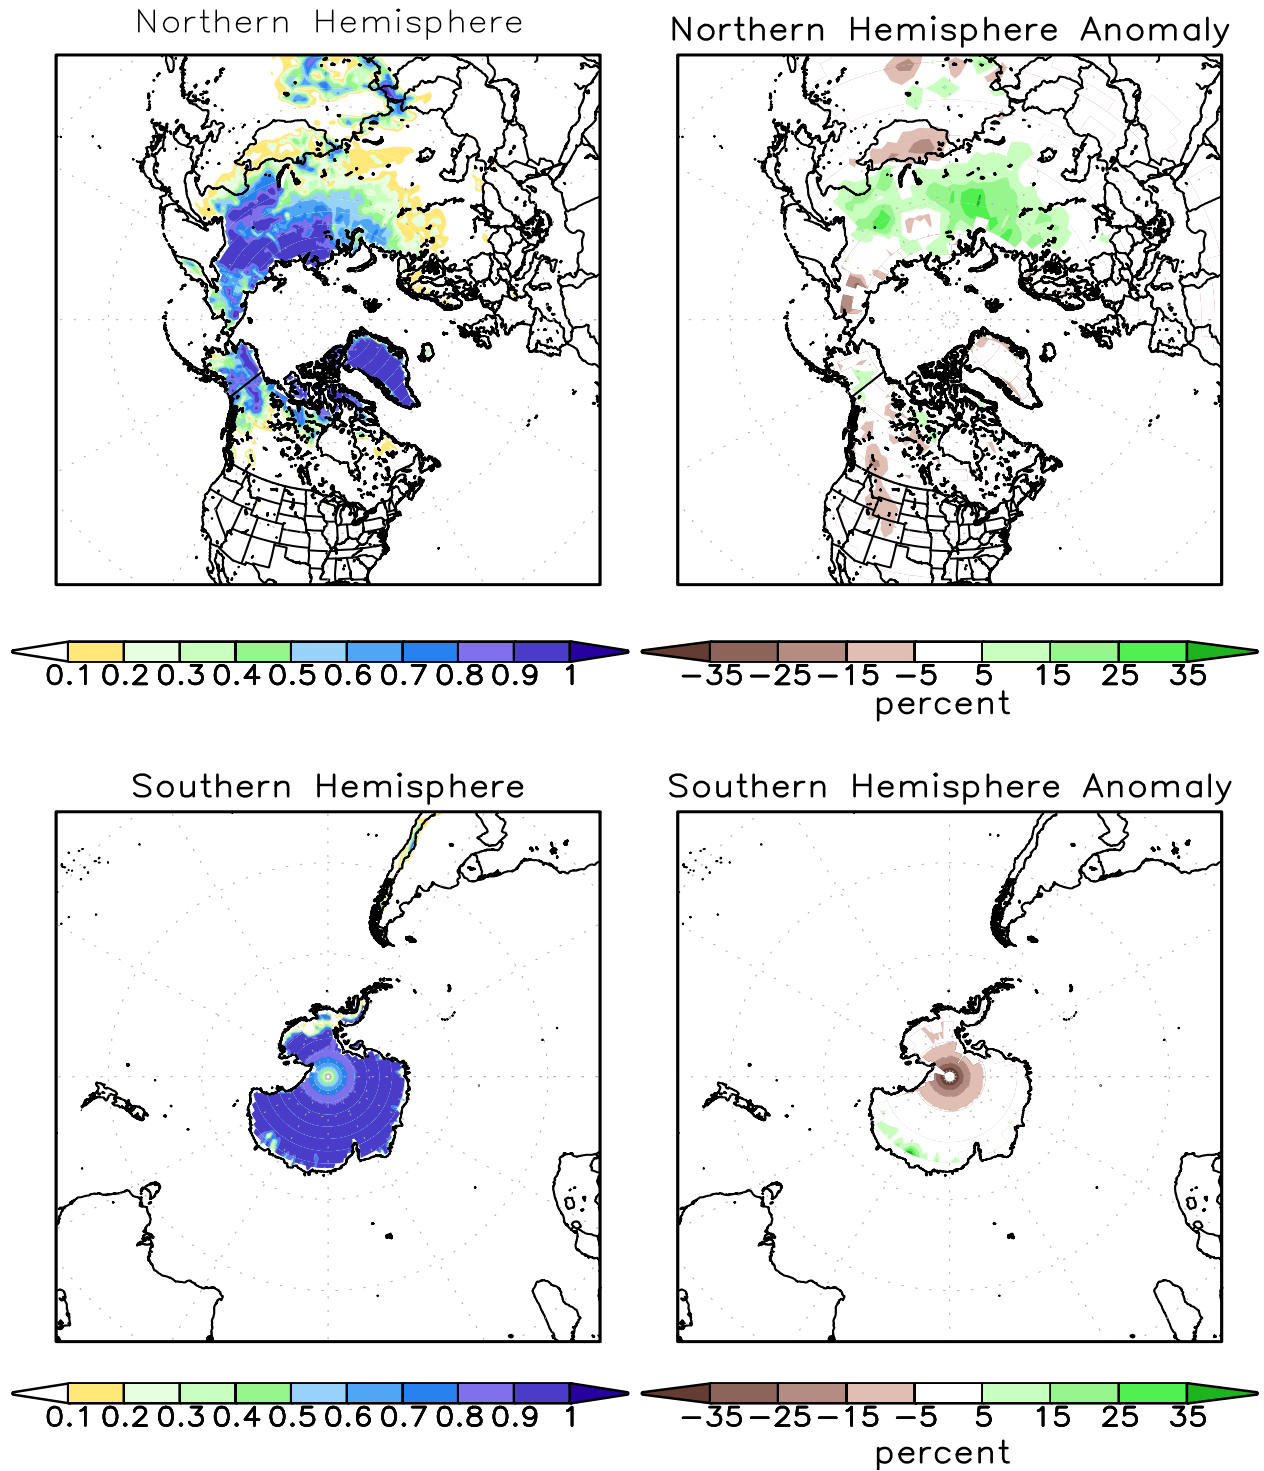 Northern Hemisphere
Northern Hemisphere Anomaly
0.1 0.2 0.3 0.4 0.5 0.6 0.7 0.8 0.9 1
-35 -25 -15 -5 5 15 25 35
percent
Southern Hemisphere
Southern Hemisphere Anomaly
0.1 0.2 0.3 0.4 0.5 0.6 0.7 0.8 0.9 1
-35 -25 -15 -5 5 15 25 35
percent